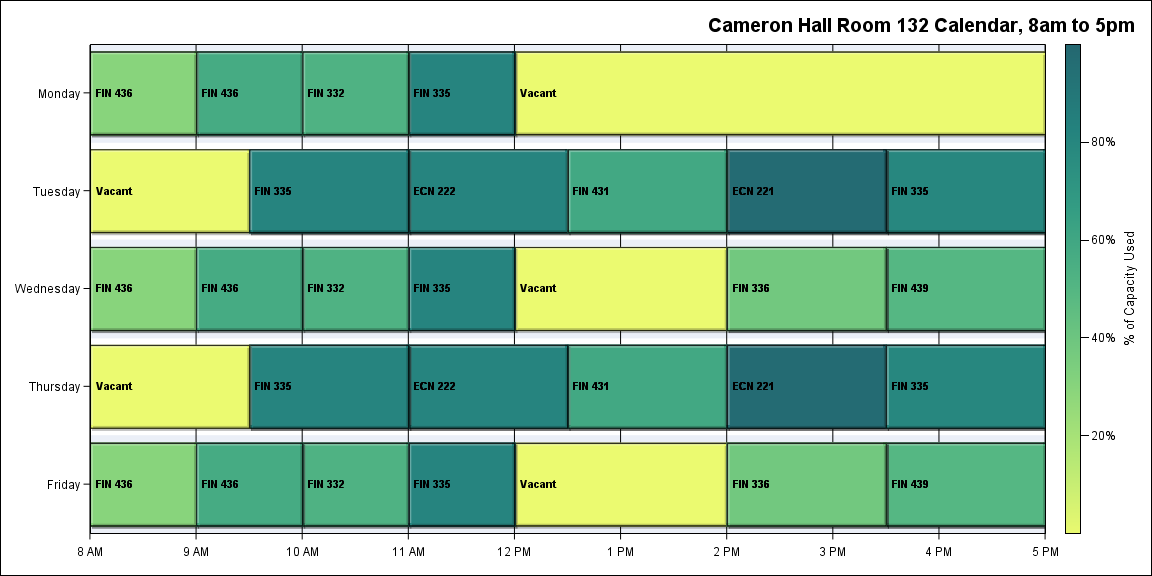 Cameron Hall Room 132 Calendar, 8am to 5pm
Monday
FIN 436
FIN 436
FIN 332
FIN 335
Vacant
Tuesday
Vacant
FIN 335
ECN 222
FIN 431
ECN 221
FIN 335
Wednesday
FIN 436
FIN 436
FIN 332
FIN 335
Vacant
FIN 336
FIN 439
Thursday
Vacant
FIN 335
ECN 222
FIN 431
ECN 221
FIN 335
Friday
FIN 436
FIN 436
FIN 332
FIN 335
Vacant
FIN 336
FIN 439
8 AM
9 AM
10 AM
11 AM
12 PM
1 PM
2 PM
3 PM
4 PM
5 PM
80%
60%
40%
20%
% of Capacity Used